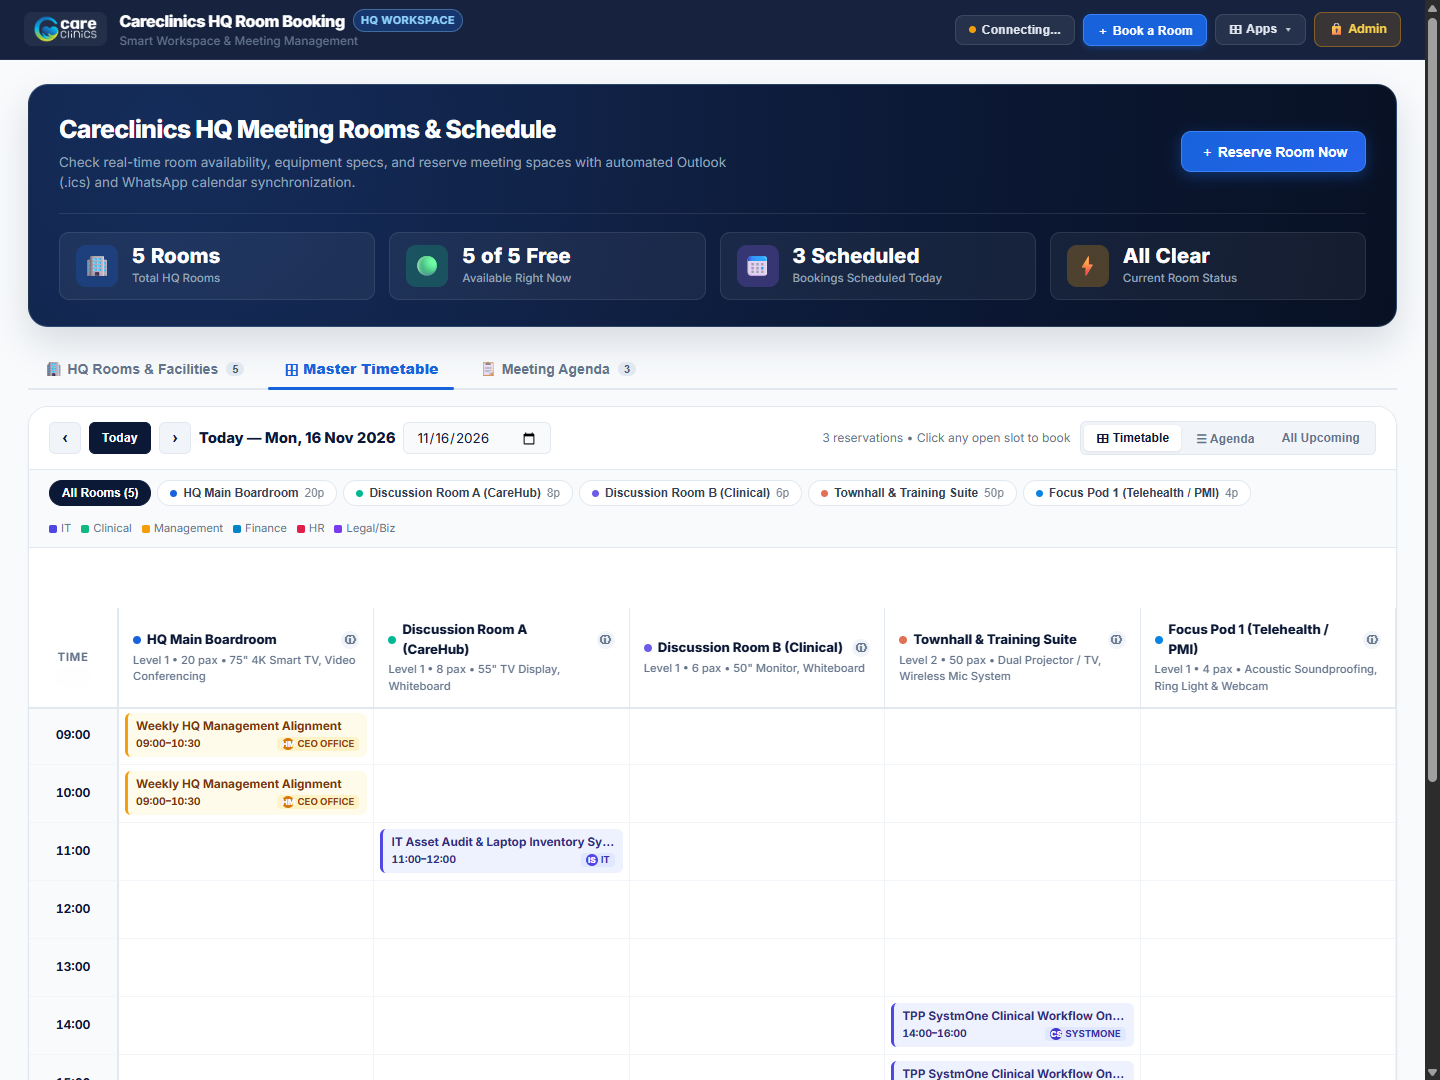 care
clinics
Careclinics HQ Room Booking
HQ WORKSPACE
Smart Workspace & Meeting Management
Connecting...
+ Book a Room
Apps
Admin
Careclinics HQ Meeting Rooms & Schedule
Check real-time room availability, equipment specs, and reserve meeting spaces with automated Outlook
(.ics) and WhatsApp calendar synchronization.
+ Reserve Room Now
5 Rooms
Total HQ Rooms
5 of 5 Free
Available Right Now
3 Scheduled
Bookings Scheduled Today
All Clear
Current Room Status
HQ Rooms & Facilities 5
Master Timetable
Meeting Agenda 3
‹
Today
›
Today — Mon, 16 Nov 2026
11/16/2026
3 reservations • Click any open slot to book
Timetable
Agenda
All Upcoming
All Rooms (5)
HQ Main Boardroom 20p
Discussion Room A (CareHub) 8p
Discussion Room B (Clinical) 6p
Townhall & Training Suite 50p
Focus Pod 1 (Telehealth / PMI) 4p
IT
Clinical
Management
Finance
HR
Legal/Biz
TIME
HQ Main Boardroom
Level 1 • 20 pax • 75" 4K Smart TV, Video
Conferencing
Discussion Room A
(CareHub)
Level 1 • 8 pax • 55" TV Display,
Whiteboard
Discussion Room B (Clinical)
Level 1 • 6 pax • 50" Monitor, Whiteboard
Townhall & Training Suite
Level 2 • 50 pax • Dual Projector / TV,
Wireless Mic System
Focus Pod 1 (Telehealth /
PMI)
Level 1 • 4 pax • Acoustic Soundproofing,
Ring Light & Webcam
09:00
Weekly HQ Management Alignment
09:00–10:30
HM CEO OFFICE
10:00
Weekly HQ Management Alignment
09:00–10:30
HM CEO OFFICE
11:00
IT Asset Audit & Laptop Inventory Sy...
11:00–12:00
IS IT
12:00
13:00
14:00
TPP SystmOne Clinical Workflow On...
14:00–16:00
CS SYSTMONE
15:00
TPP SystmOne Clinical Workflow On...